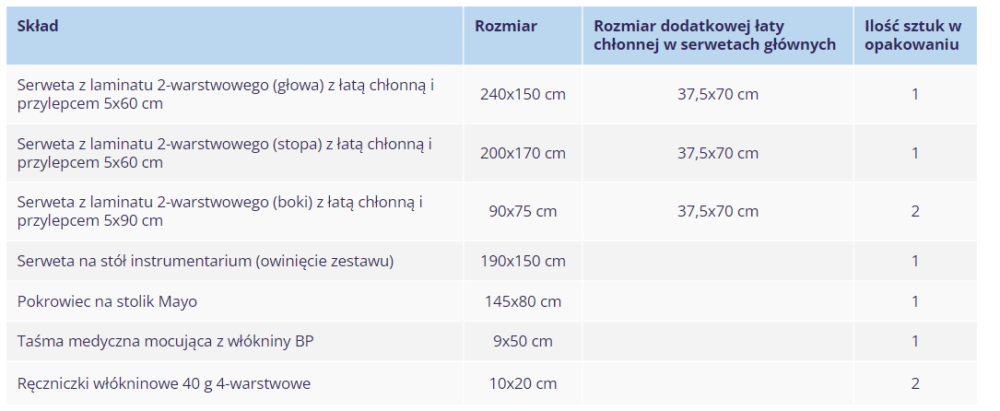 Skład
Rozmiar
Rozmiar dodatkowej łaty
chłonnej w serwetach głównych
Ilość sztuk w
opakowaniu
Serweta z laminatu 2-warstwowego (głowa) z łatą chłonną i
przylepcem 5x60 cm
240x150 cm
37,5x70 cm
1
Serweta z laminatu 2-warstwowego (stopa) z łatą chłonną i
przylepcem 5x60 cm
200x170 cm
37,5x70 cm
1
Serweta z laminatu 2-warstwowego (boki) z łatą chłonną i
przylepcem 5x90 cm
90x75 cm
37,5x70 cm
2
Serweta na stół instrumentarium (owinięcie zestawu)
190x150 cm
1
Pokrowiec na stolik Mayo
145x80 cm
1
Taśma medyczna mocująca z włókniny BP
9x50 cm
1
Ręczniczki włókninowe 40 g 4-warstwowe
10x20 cm
2